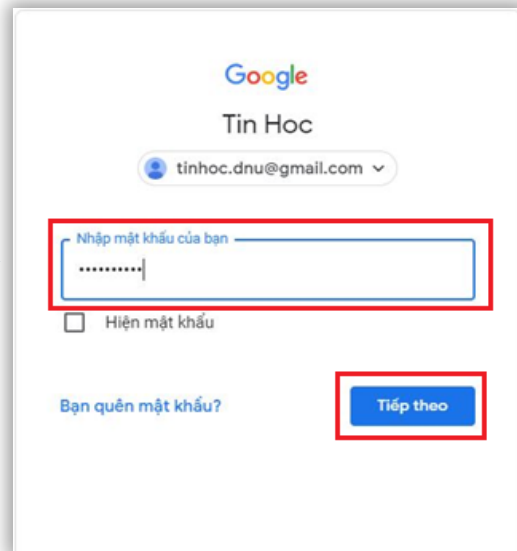 Google
Tin Hoc
tinhoc.dnu@gmail.com
Nhập mật khẩu của bạn
••••••••••
Hiện mật khẩu
Bạn quên mật khẩu?
Tiếp theo